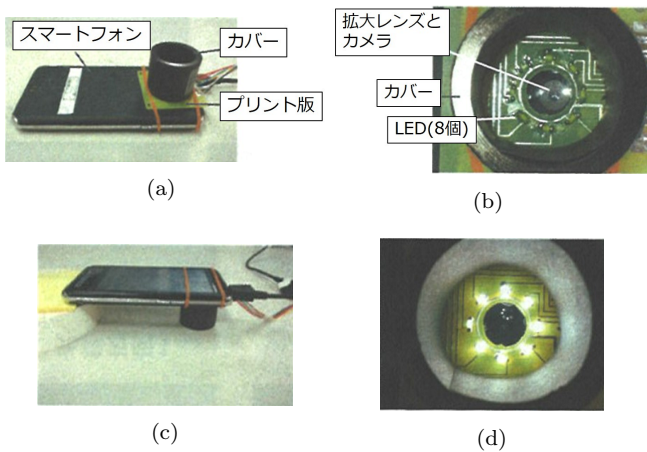 スマートフォン
カバー
プリント版
(a)
拡大レンズと
カメラ
カバー
LED(8個)
(b)
(c)
(d)